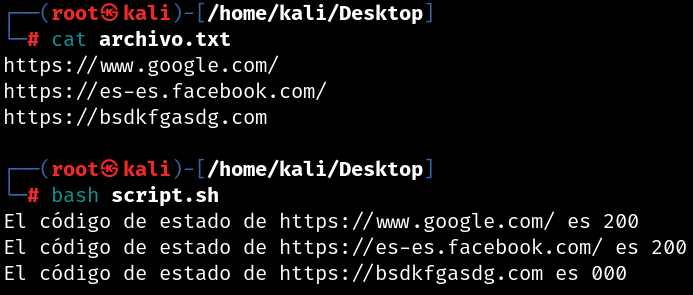 ┌──(root㉿kali)-[/home/kali/Desktop]
└─# cat archivo.txt
https://www.google.com/
https://es-es.facebook.com/
https://bsdkfgasdg.com
┌──(root㉿kali)-[/home/kali/Desktop]
└─# bash script.sh
El código de estado de https://www.google.com/ es 200
El código de estado de https://es-es.facebook.com/ es 200
El código de estado de https://bsdkfgasdg.com es 000